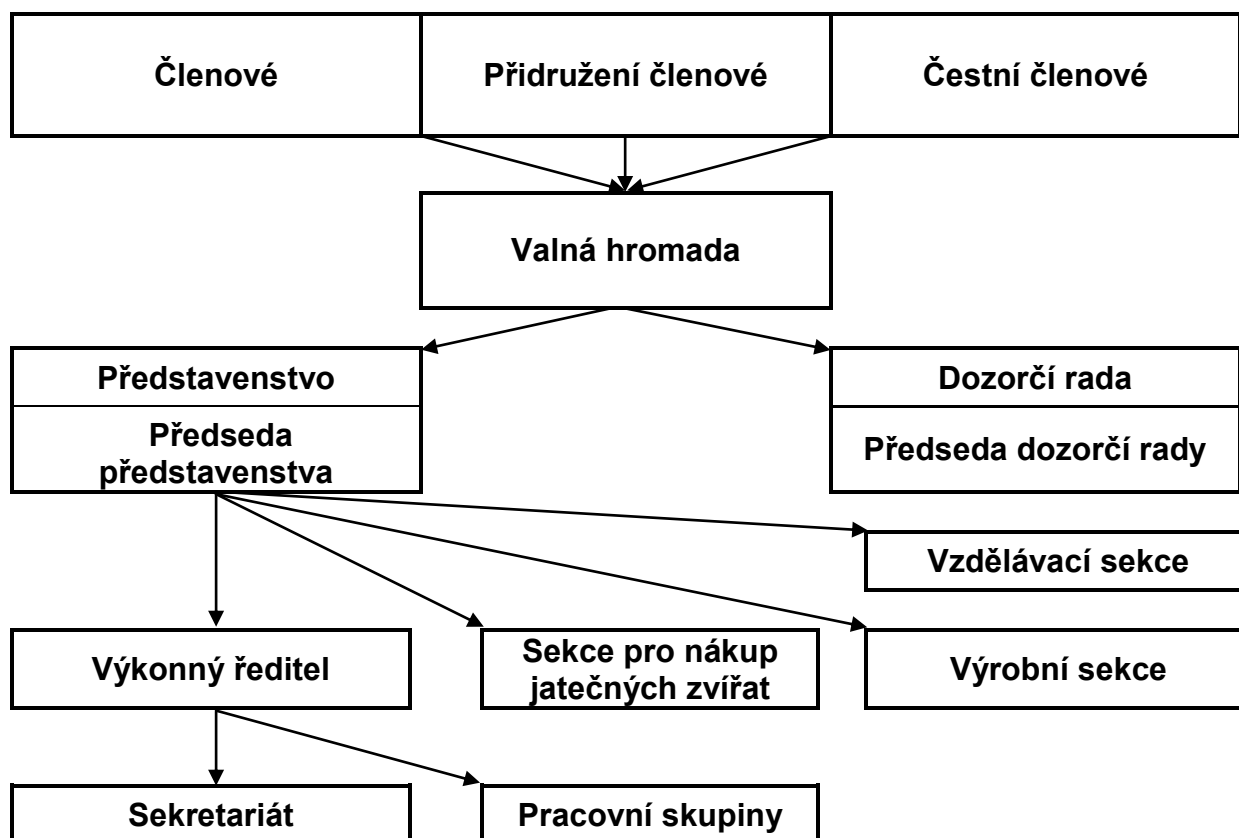 Členové
Přidružení členové
Čestní členové
Valná hromada
Představenstvo
Dozorčí rada
Předseda
představenstva
Předseda dozorčí rady
Vzdělávací sekce
Výkonný ředitel
Sekce pro nákup
jatečných zvířat
Výrobní sekce
Sekretariát
Pracovní skupiny